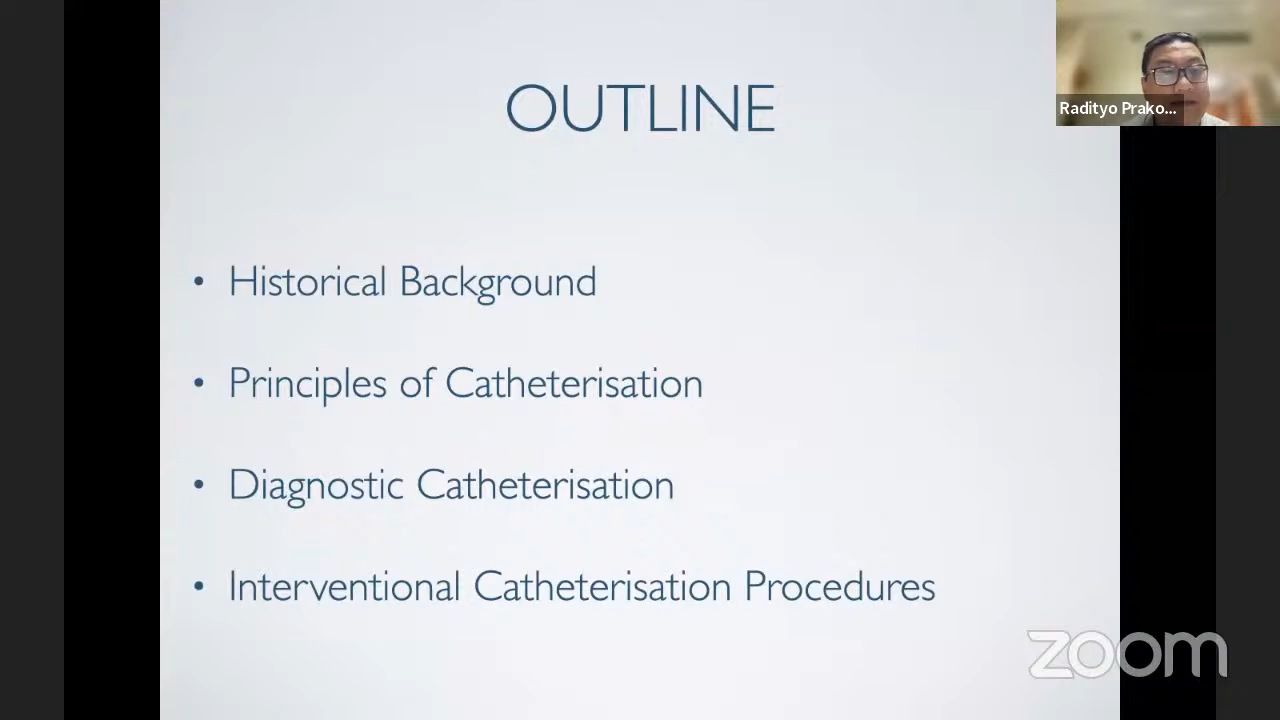 OUTLINE
Radityo Prako...
• Historical Background
• Principles of Catheterisation
• Diagnostic Catheterisation
• Interventional Catheterisation Procedures
zoom